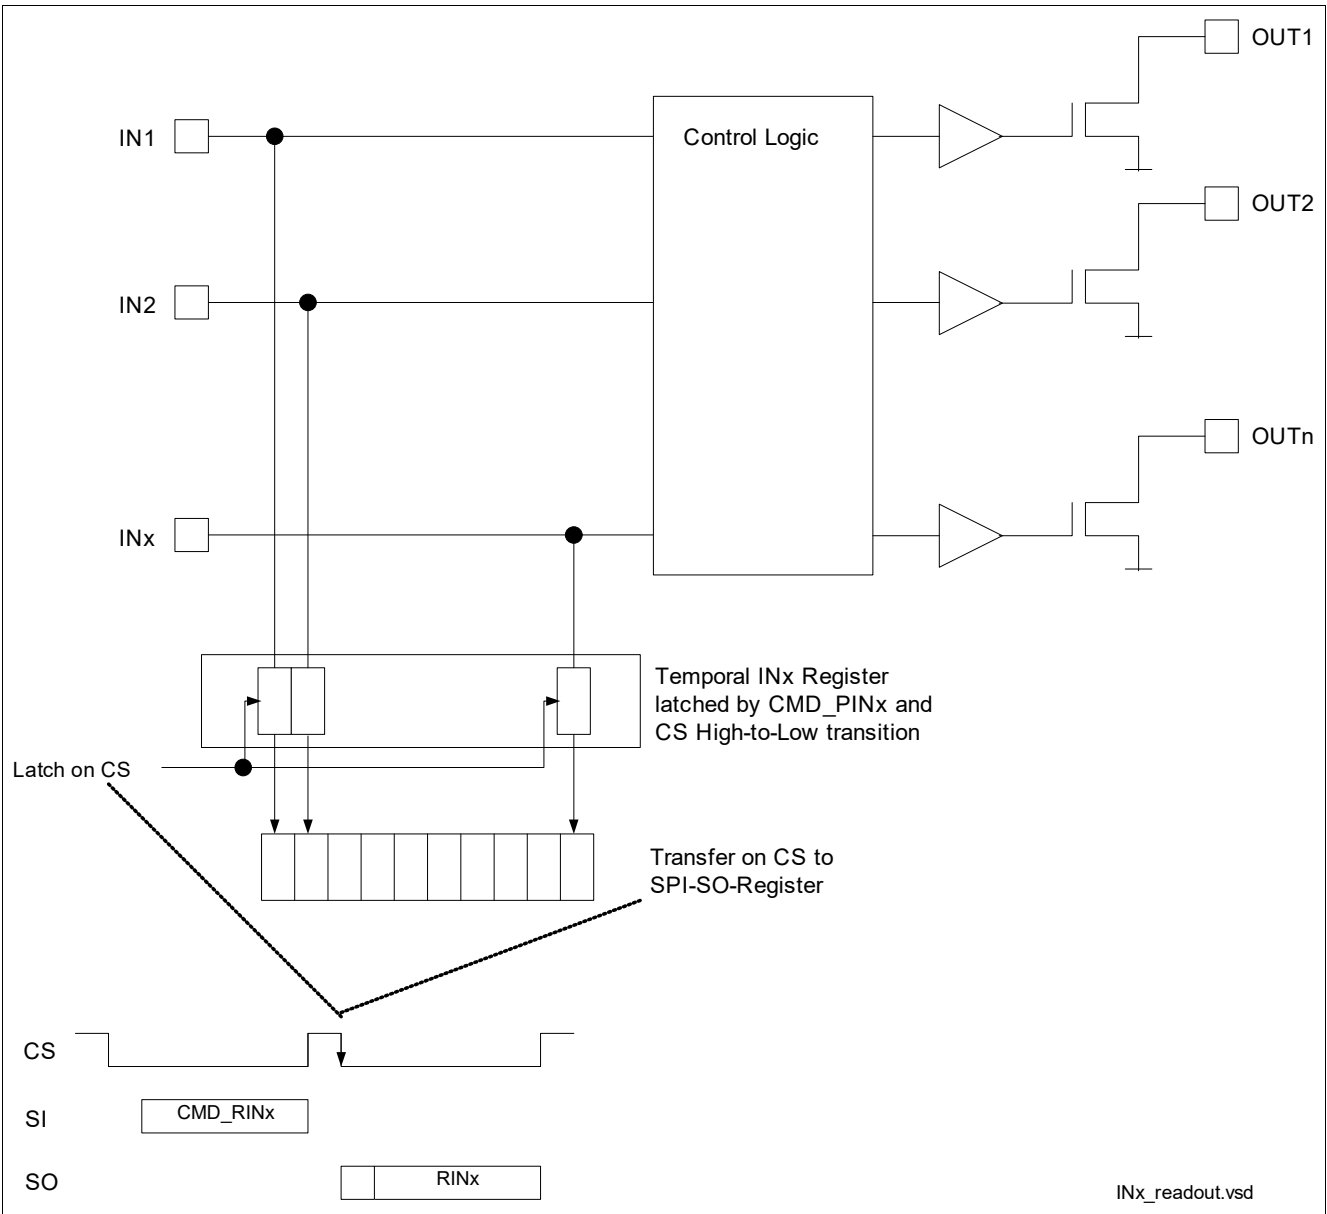 OUT1
IN1
Control Logic
OUT2
IN2
OUTn
INx
Temporal INx Register
latched by CMD_PINx and
CS High-to-Low transition
Latch on CS
Transfer on CS to
SPI-SO-Register
CS
SI
CMD_RINx
SO
RINx
INx_readout.vsd